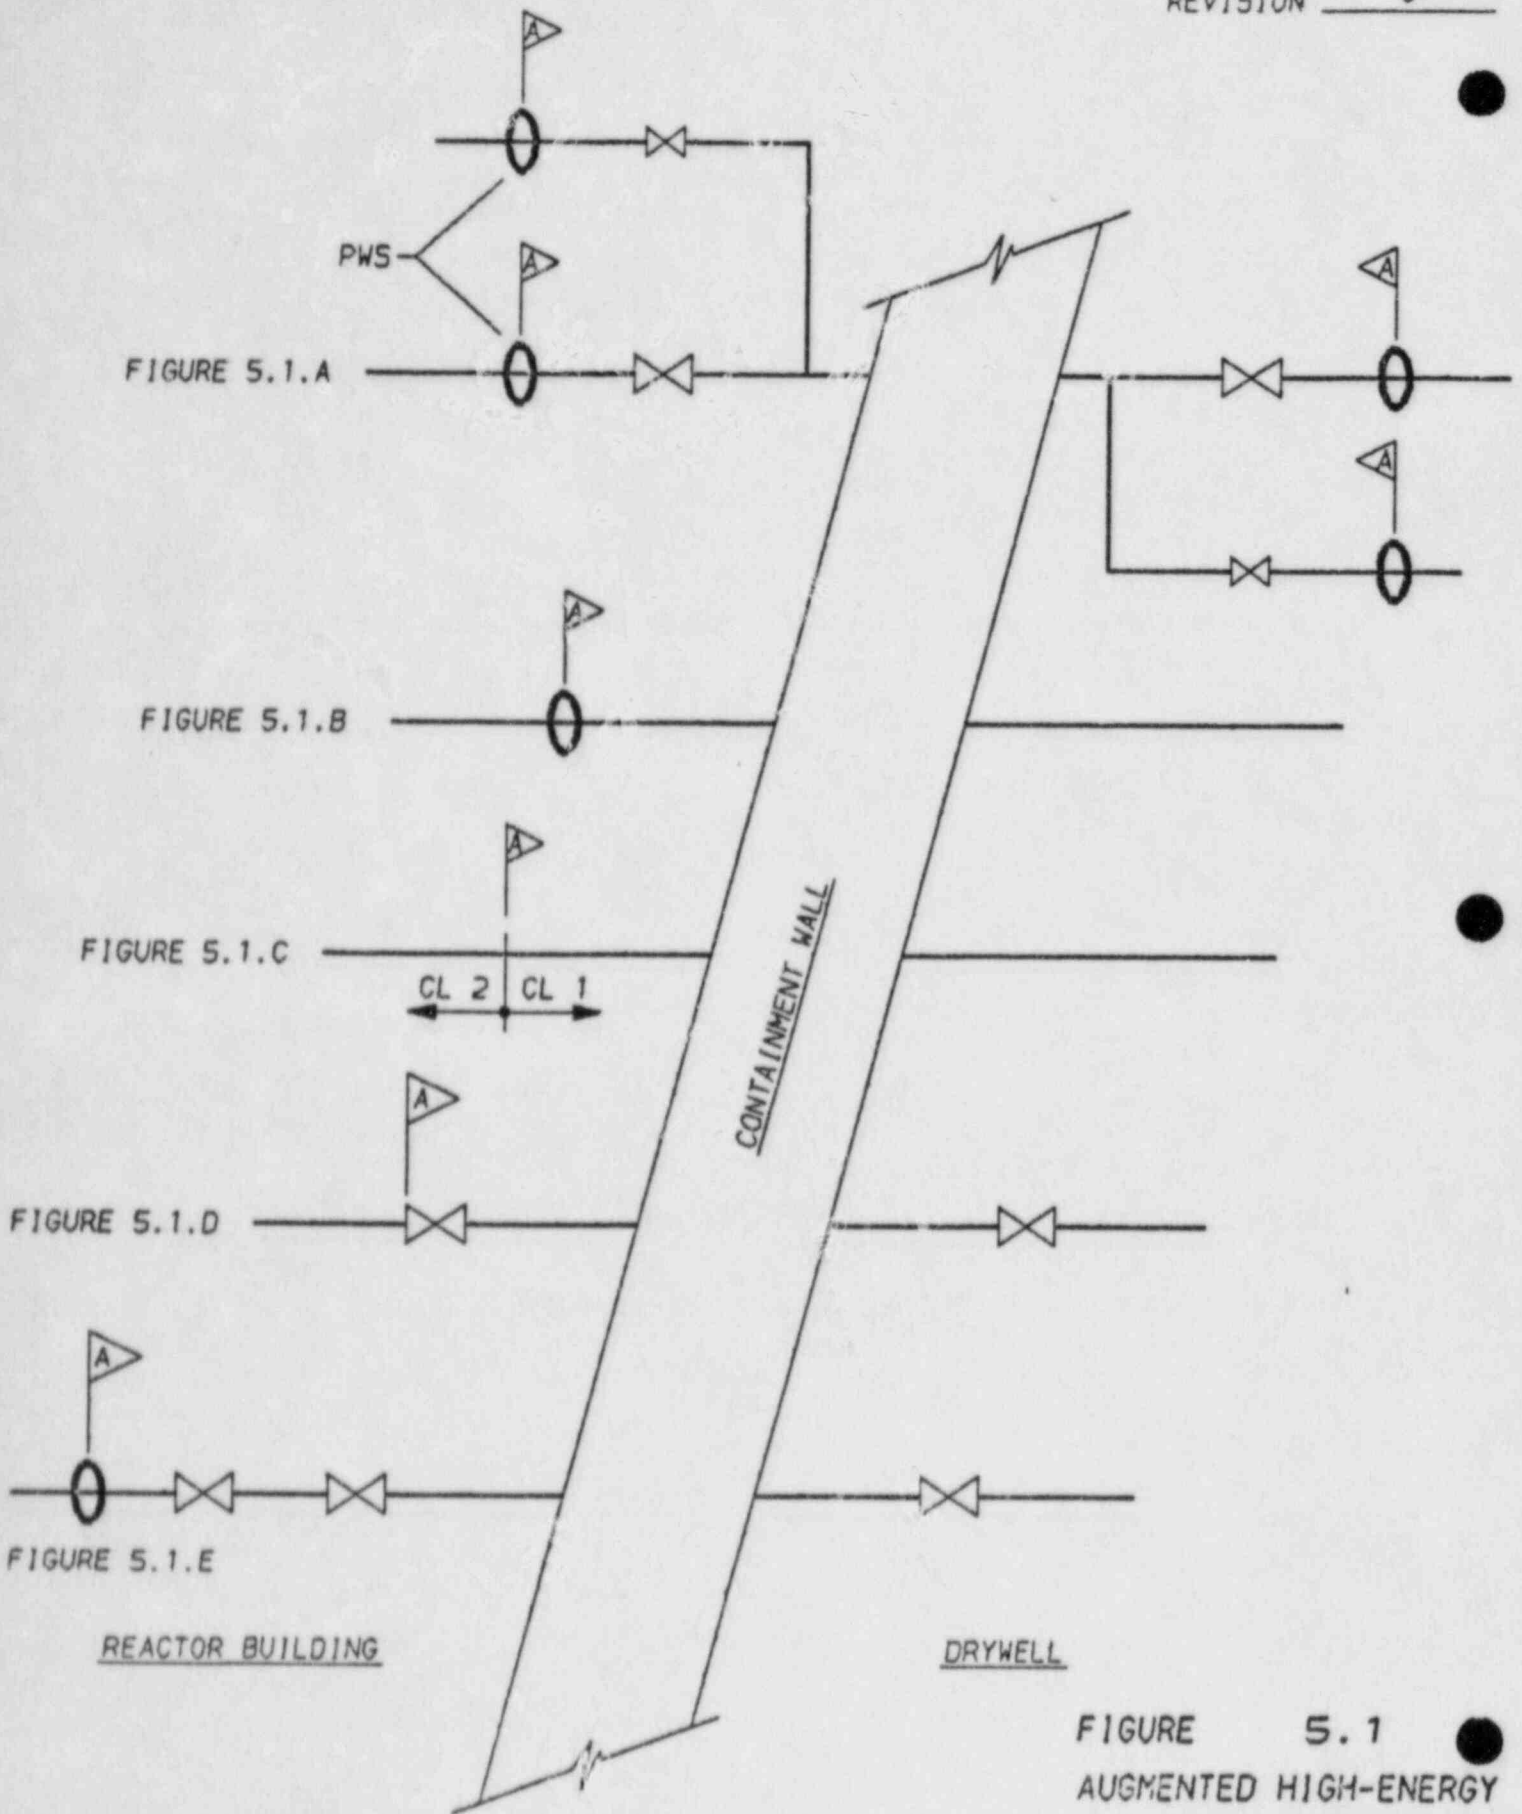 REVISION
A
PWS
A
A
FIGURE 5.1.A
A
A
FIGURE 5.1.B
A
FIGURE 5.1.C
CL 2 CL 1
CONTAINMENT WALL
A
FIGURE 5.1.D
A
FIGURE 5.1.E
REACTOR BUILDING
DRYWELL
FIGURE 5.1
AUGMENTED HIGH-ENERGY